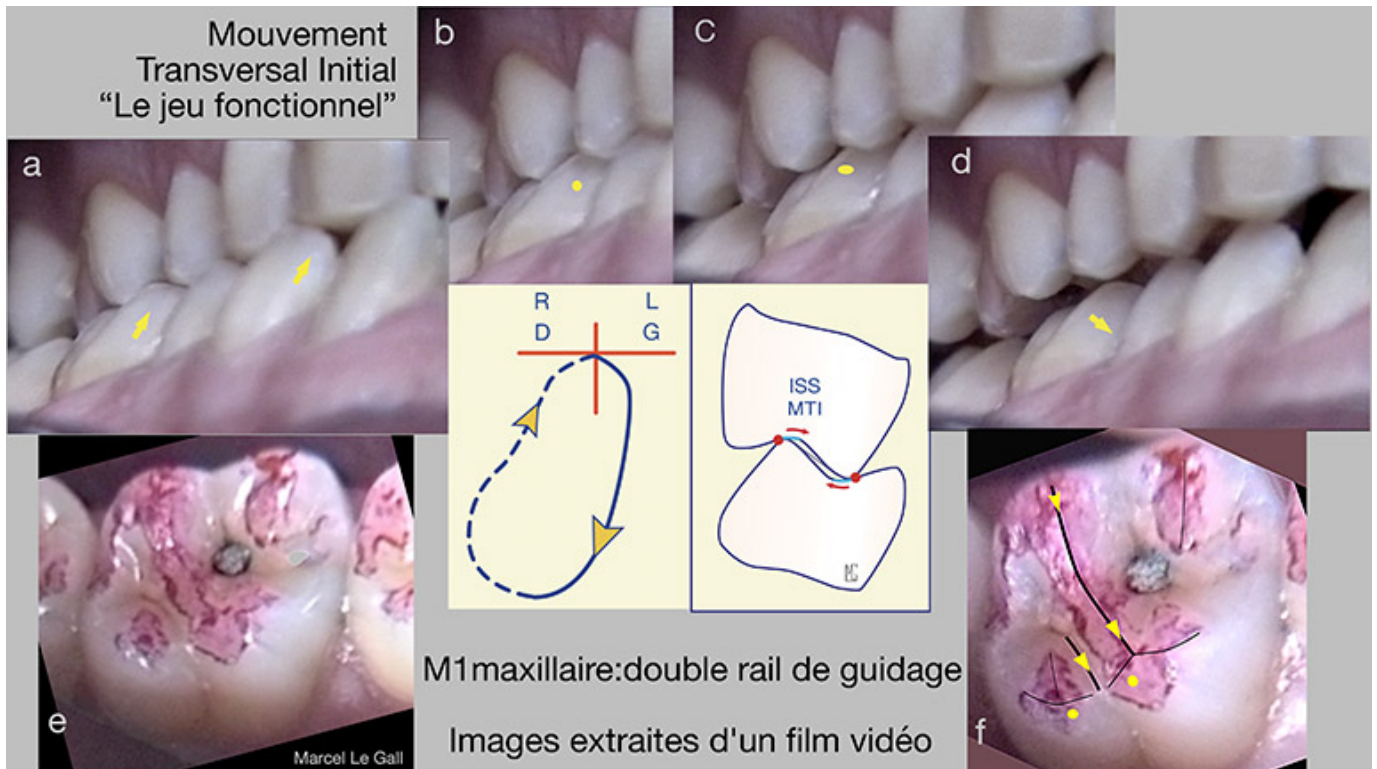 Mouvement
Transversal Initial
“Le jeu fonctionnel”
a
b
c
d
R L
D G
ISS
MTI
M1maxillaire:double rail de guidage
Images extraites d'un film vidéo
e
Marcel Le Gall
f